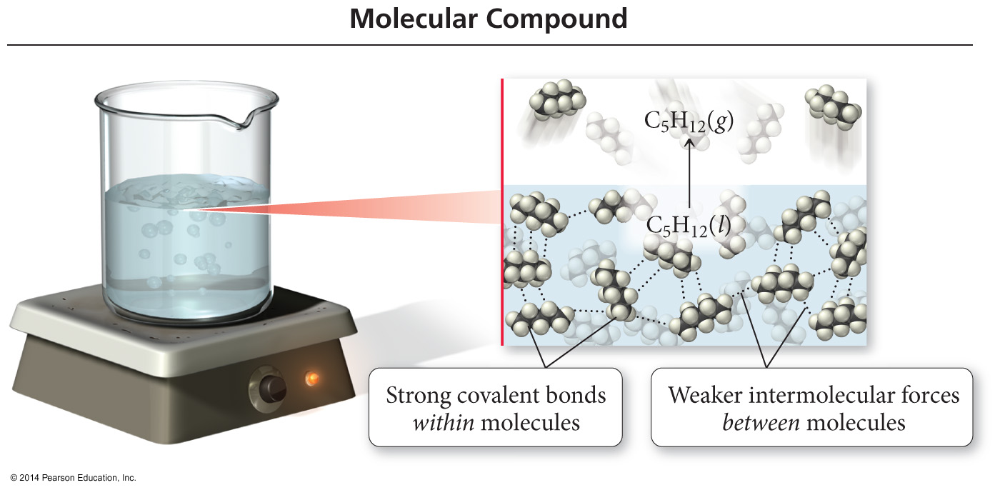 Molecular Compound
C₅H₁₂(g)
C₅H₁₂(l)
Strong covalent bonds
within molecules
Weaker intermolecular forces
between molecules
© 2014 Pearson Education, Inc.